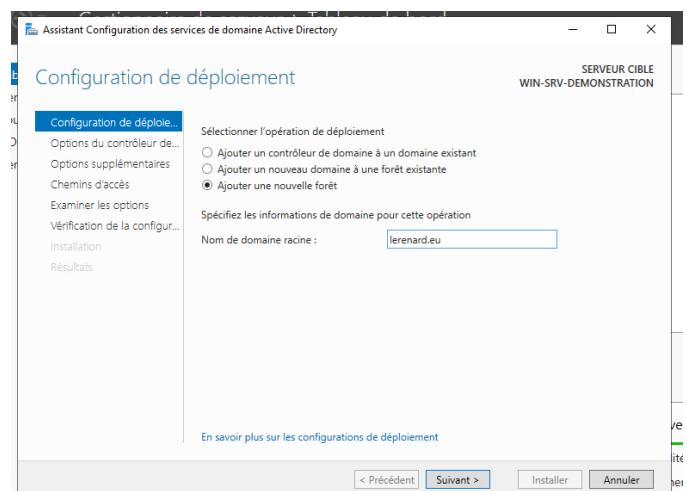 Assistant Configuration des services de domaine Active Directory
Configuration de déploiement
SERVEUR CIBLE
WIN-SRV-DEMONSTRATION
Configuration de déploie...
Options du contrôleur de...
Options supplémentaires
Chemins d'accès
Examiner les options
Vérification de la configur...
Installation
Résultats
Sélectionner l'opération de déploiement
Ajouter un contrôleur de domaine à un domaine existant
Ajouter un nouveau domaine à une forêt existante
Ajouter une nouvelle forêt
Spécifiez les informations de domaine pour cette opération
Nom de domaine racine : lerenard.eu
En savoir plus sur les configurations de déploiement
< Précédent Suivant > Installer Annuler